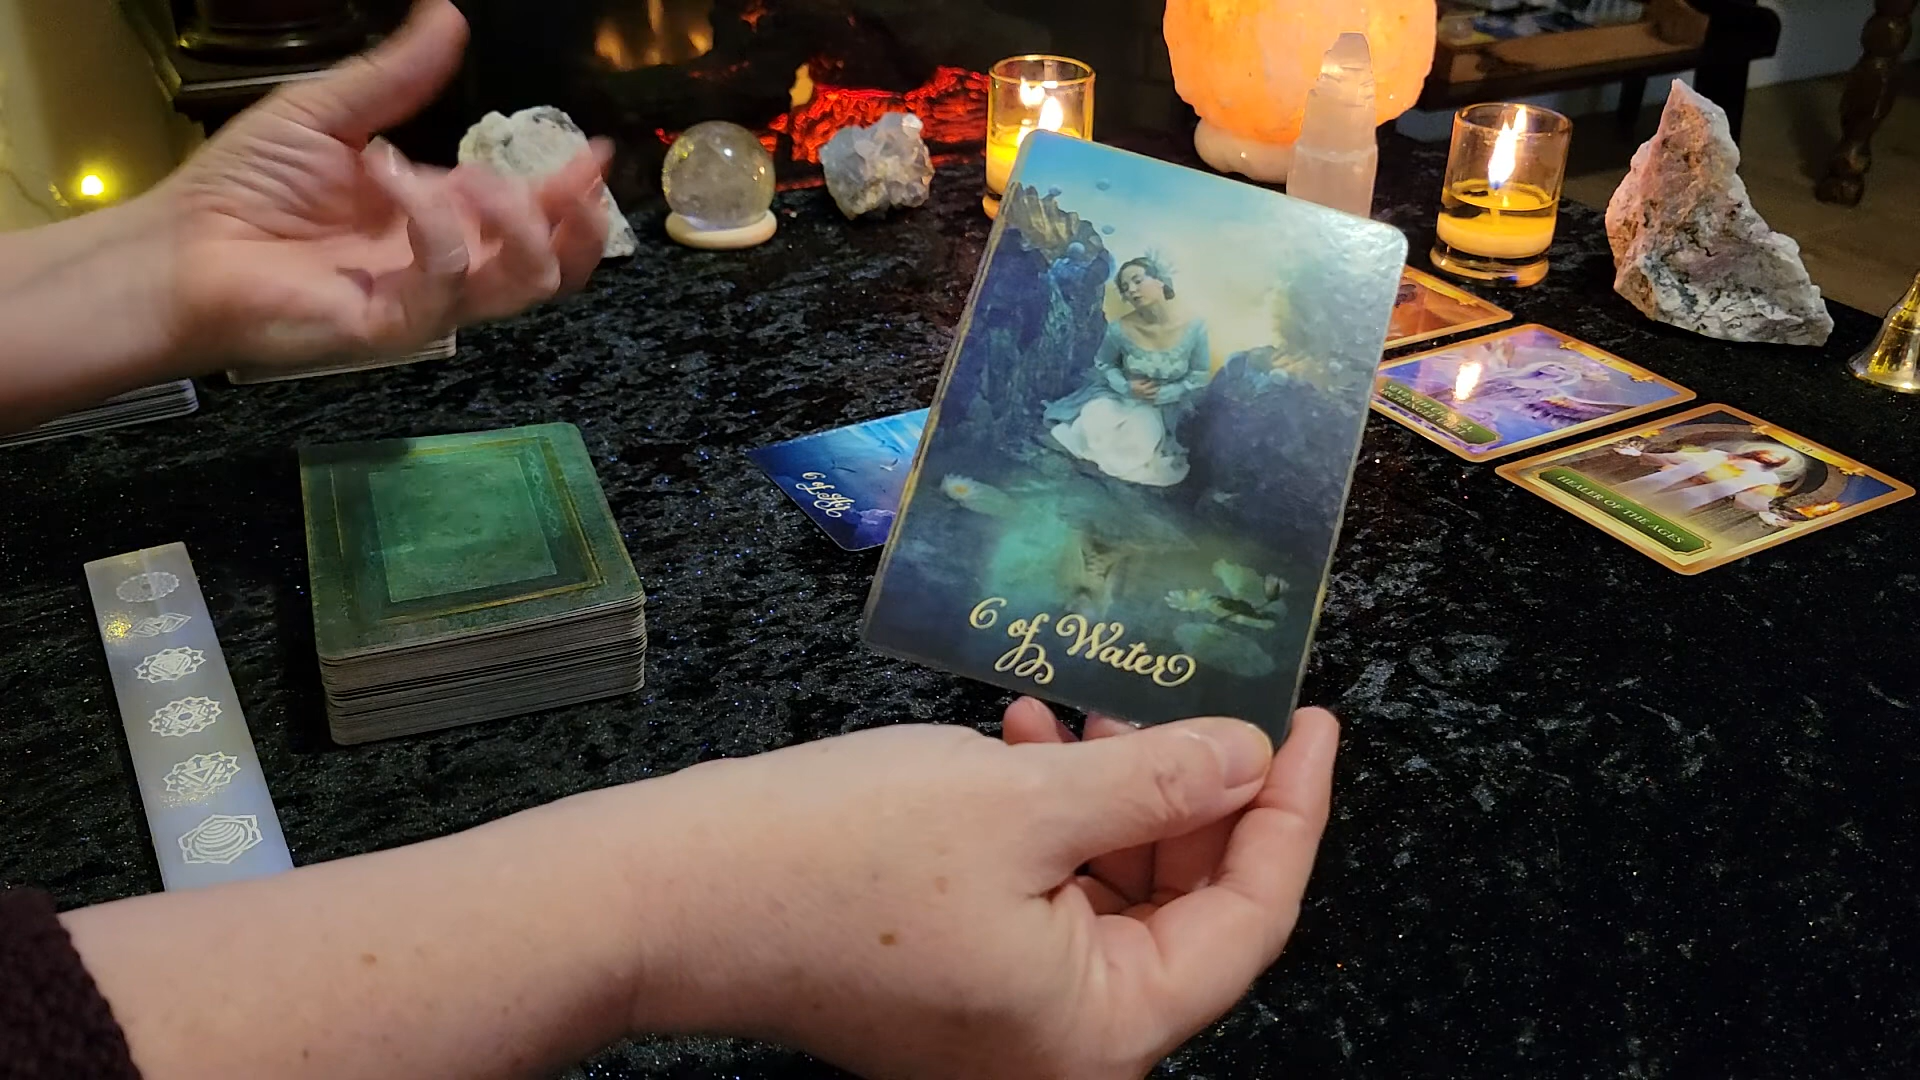 6 of Water
6 of Air
HEALER OF THE AGES